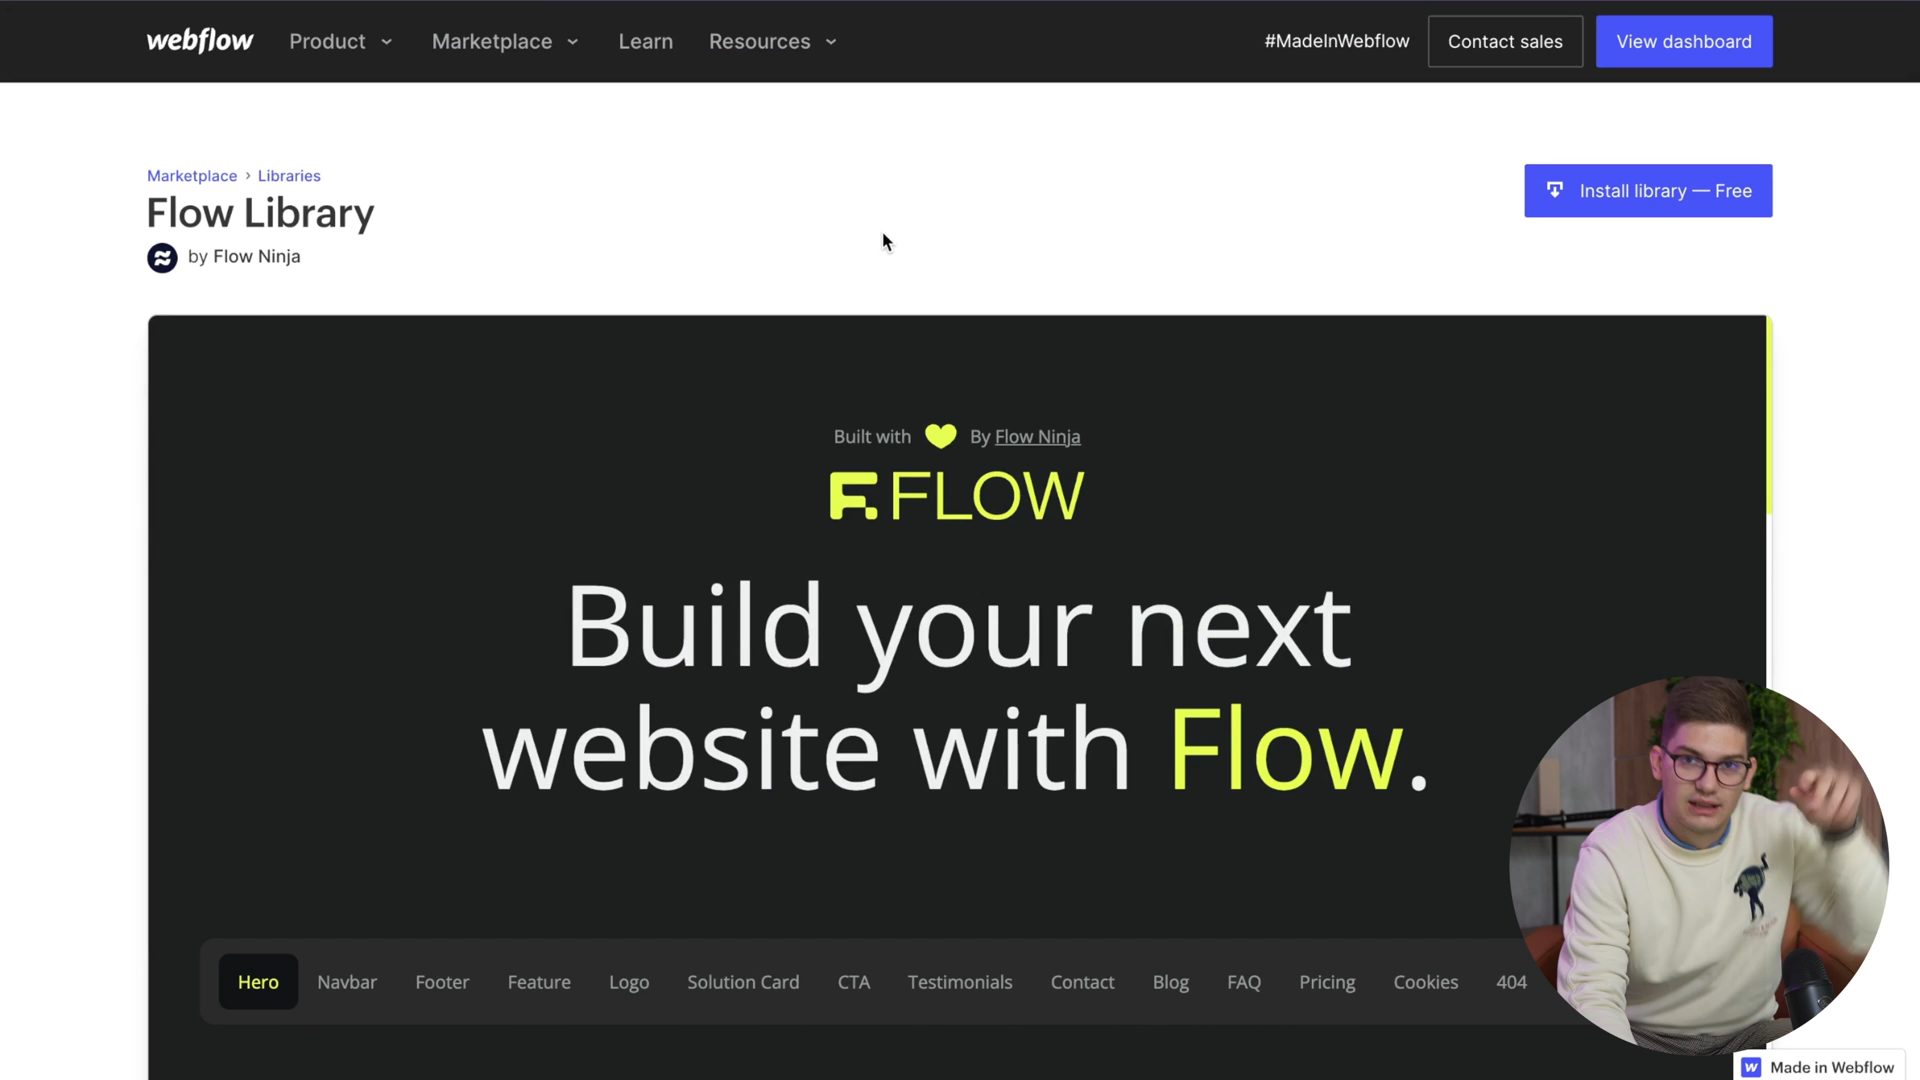 webflow Product Marketplace Learn Resources #MadeInWebflow Contact sales View dashboard
Marketplace › Libraries
Flow Library
by Flow Ninja
Install library — Free
Built with By Flow Ninja
FLOW
Build your next
website with Flow.
Hero Navbar Footer Feature Logo Solution Card CTA Testimonials Contact Blog FAQ Pricing Cookies 404
Made in Webflow